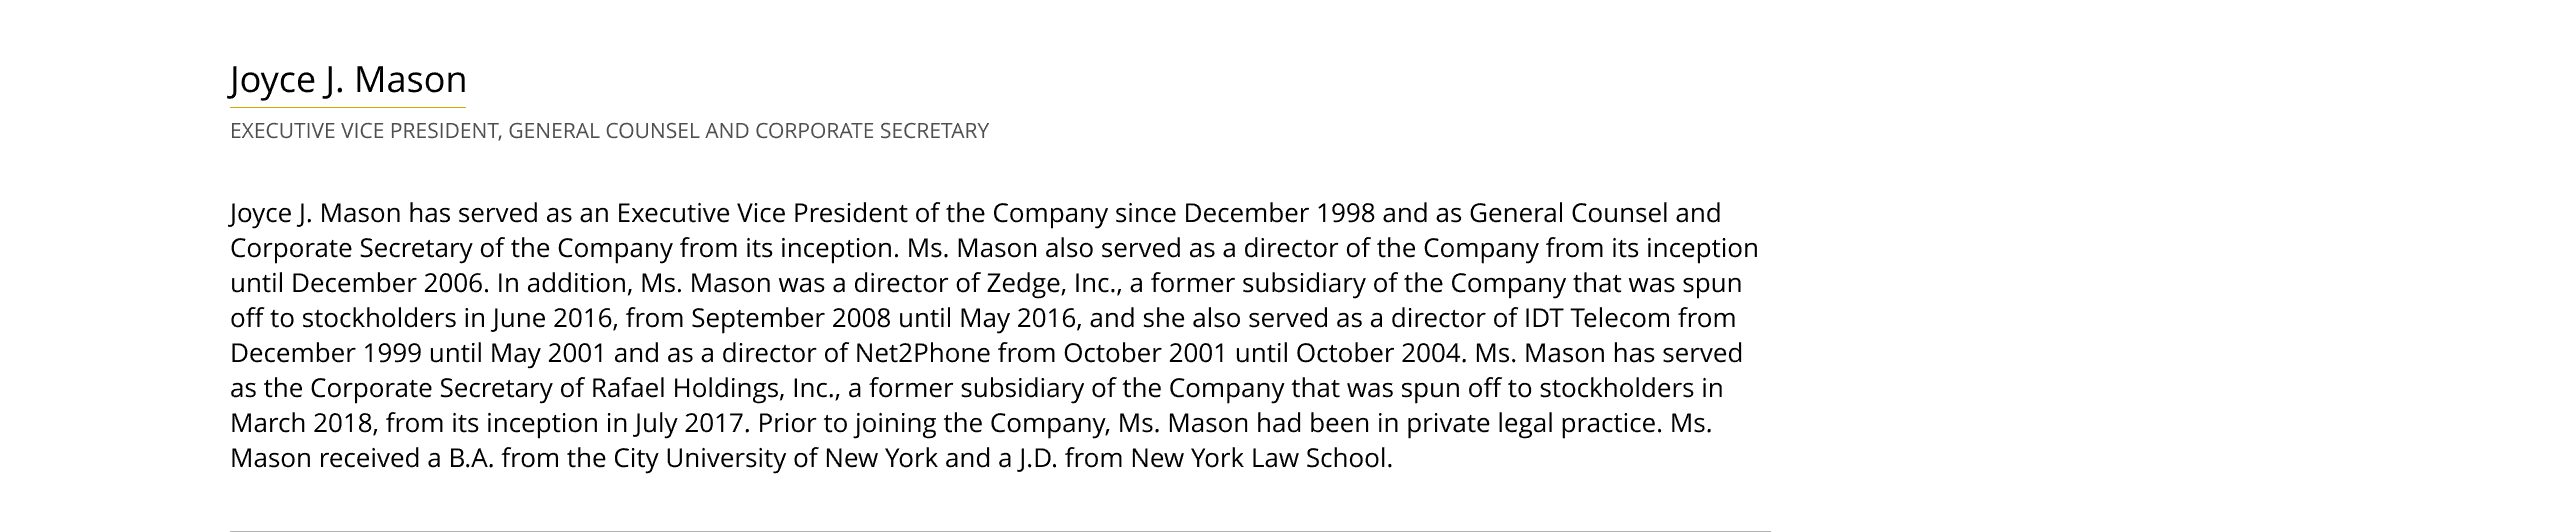 Joyce J. Mason
EXECUTIVE VICE PRESIDENT, GENERAL COUNSEL AND CORPORATE SECRETARY
Joyce J. Mason has served as an Executive Vice President of the Company since December 1998 and as General Counsel and
Corporate Secretary of the Company from its inception. Ms. Mason also served as a director of the Company from its inception
until December 2006. In addition, Ms. Mason was a director of Zedge, Inc., a former subsidiary of the Company that was spun
off to stockholders in June 2016, from September 2008 until May 2016, and she also served as a director of IDT Telecom from
December 1999 until May 2001 and as a director of Net2Phone from October 2001 until October 2004. Ms. Mason has served
as the Corporate Secretary of Rafael Holdings, Inc., a former subsidiary of the Company that was spun off to stockholders in
March 2018, from its inception in July 2017. Prior to joining the Company, Ms. Mason had been in private legal practice. Ms.
Mason received a B.A. from the City University of New York and a J.D. from New York Law School.